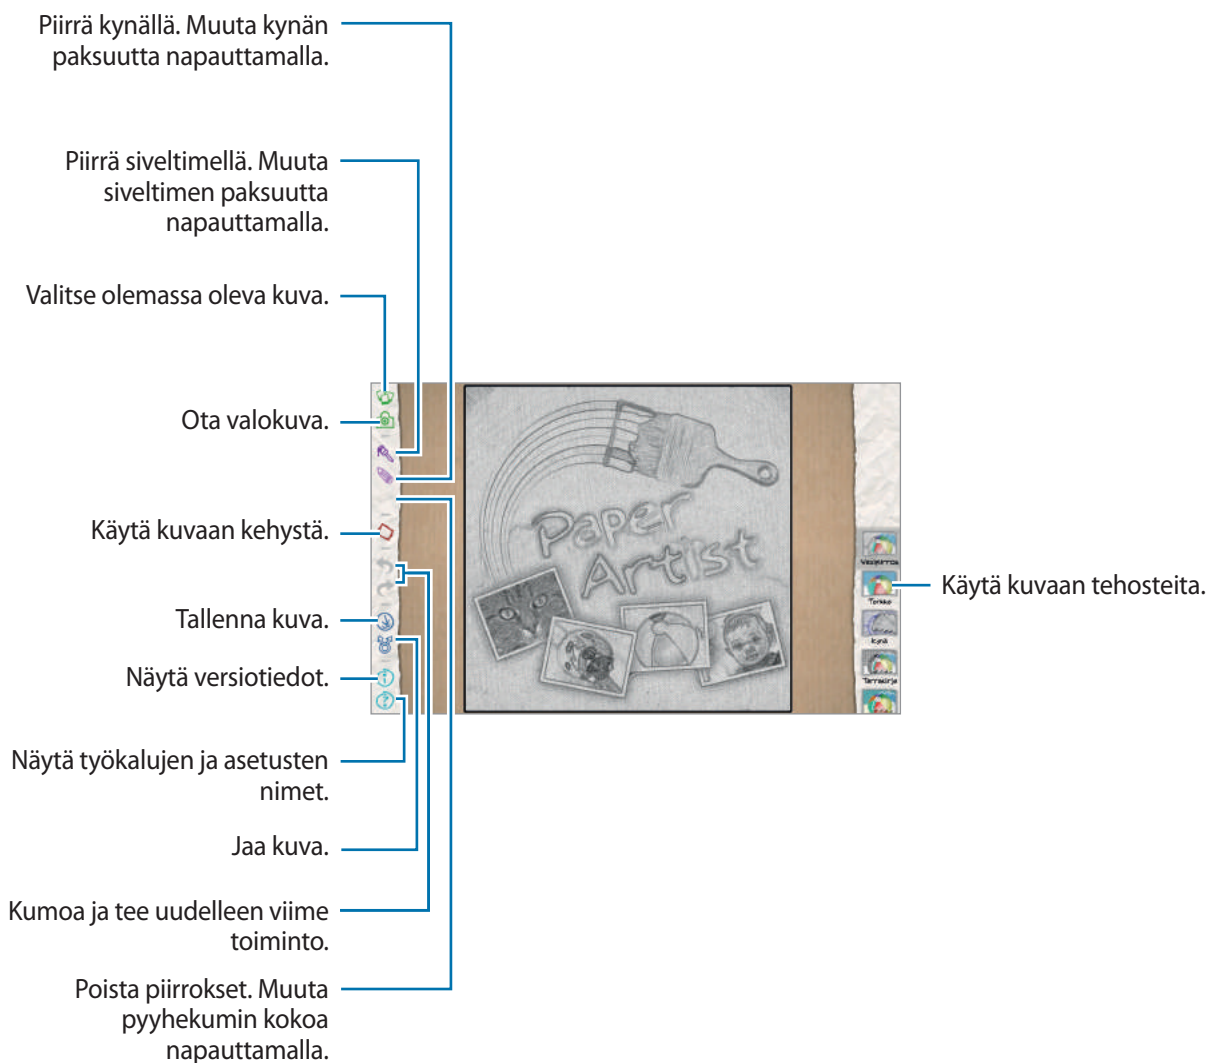 Piirrä kynällä. Muuta kynän
paksuutta napauttamalla.
Piirrä siveltimellä. Muuta
siveltimen paksuutta
napauttamalla.
Valitse olemassa oleva kuva.
Ota valokuva.
Käytä kuvaan kehystä.
Tallenna kuva.
Näytä versiotiedot.
Näytä työkalujen ja asetusten
nimet.
Jaa kuva.
Kumoa ja tee uudelleen viime
toiminto.
Poista piirrokset. Muuta
pyyhekumin kokoa
napauttamalla.
Paper
Artist
Kynä
Käytä kuvaan tehosteita.